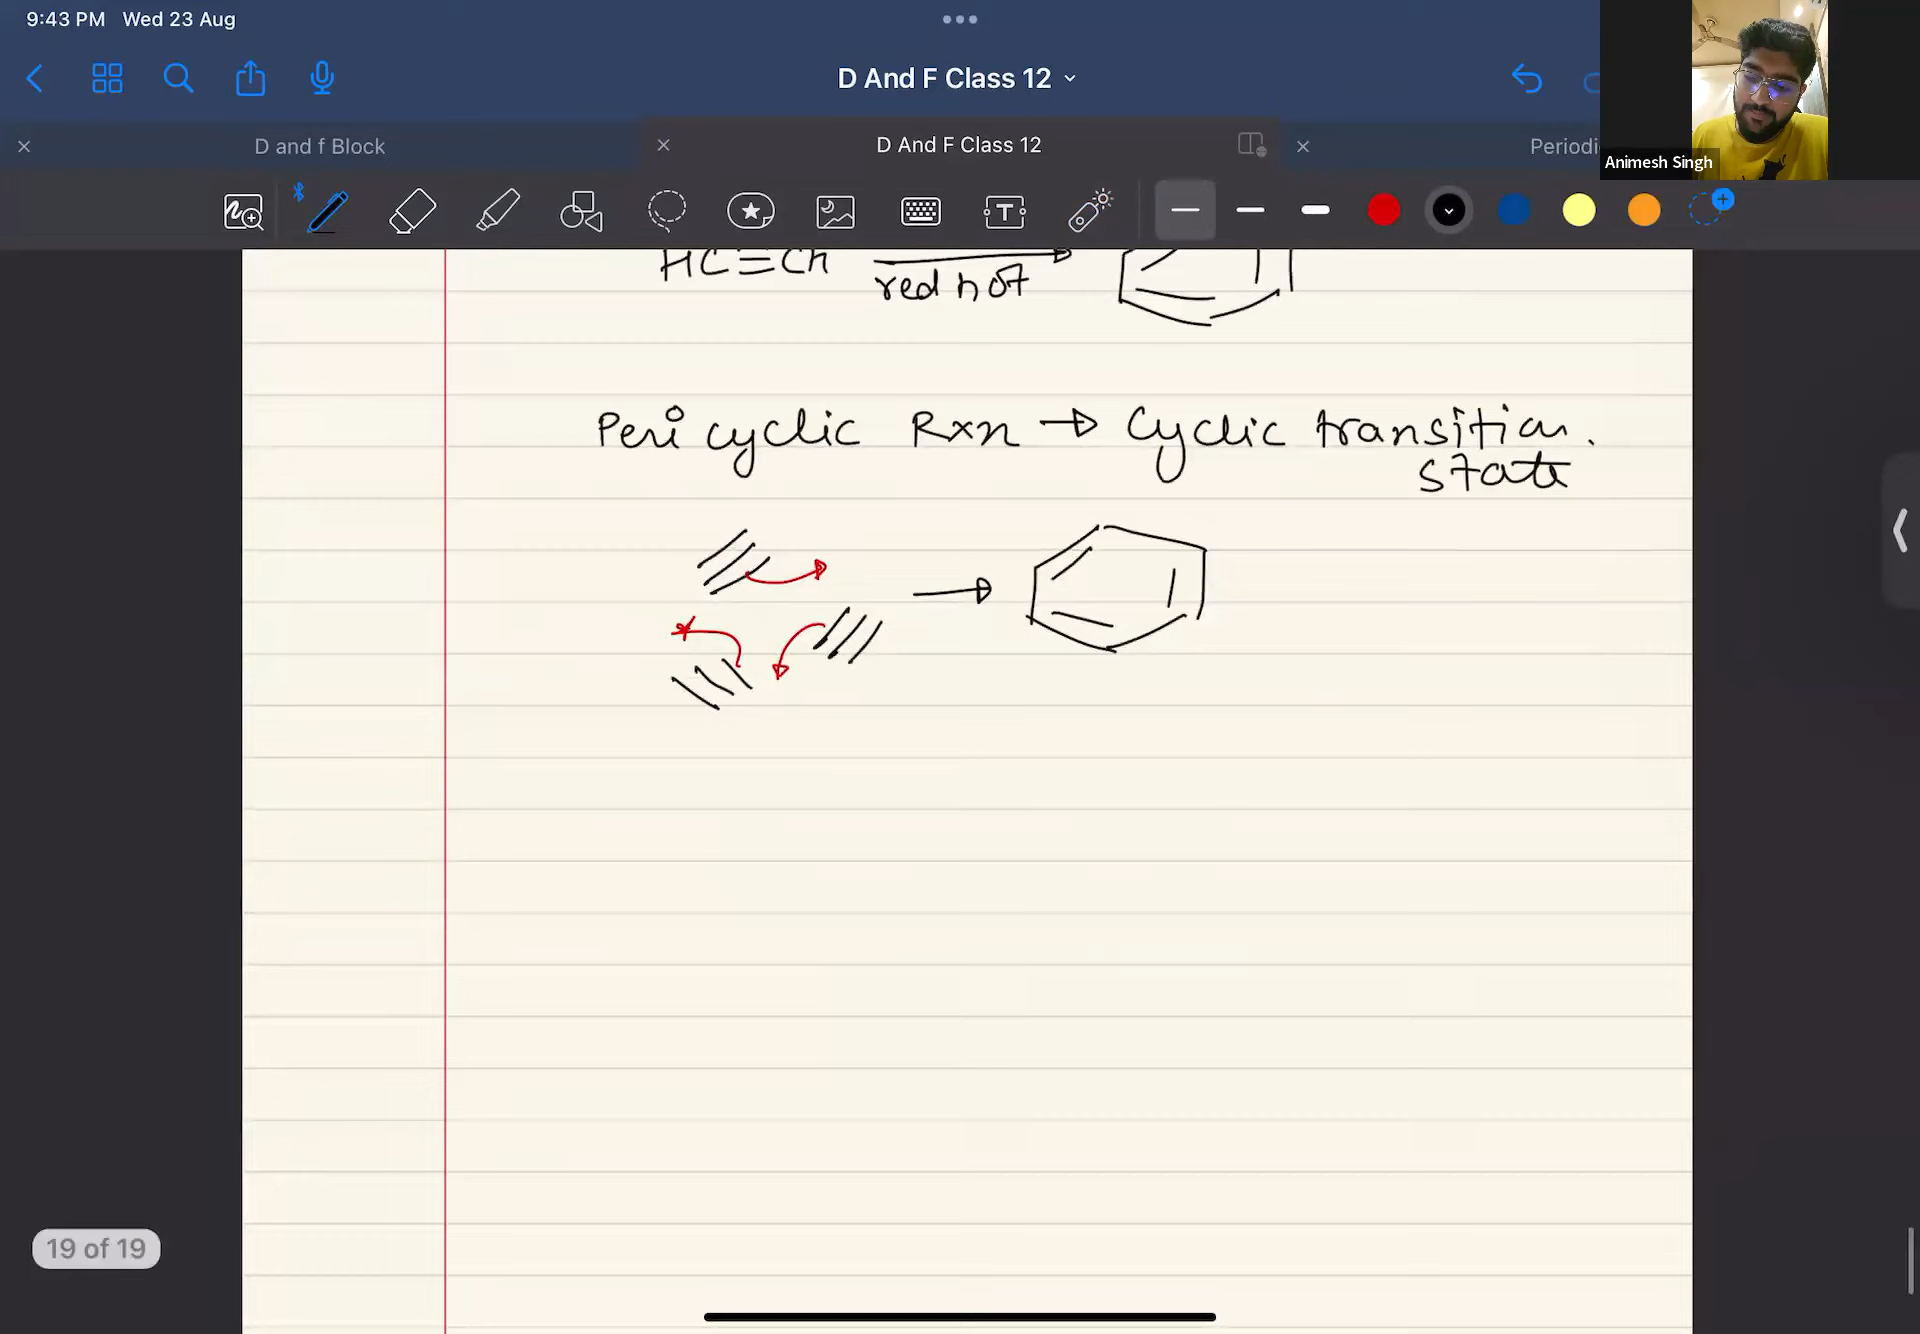 9:43 PM Wed 23 Aug
D And F Class 12
D and f Block
D And F Class 12
Animesh Singh
T
HC≡CH
red hot
Peri cyclic Rxn → Cyclic transition.
state
19 of 19